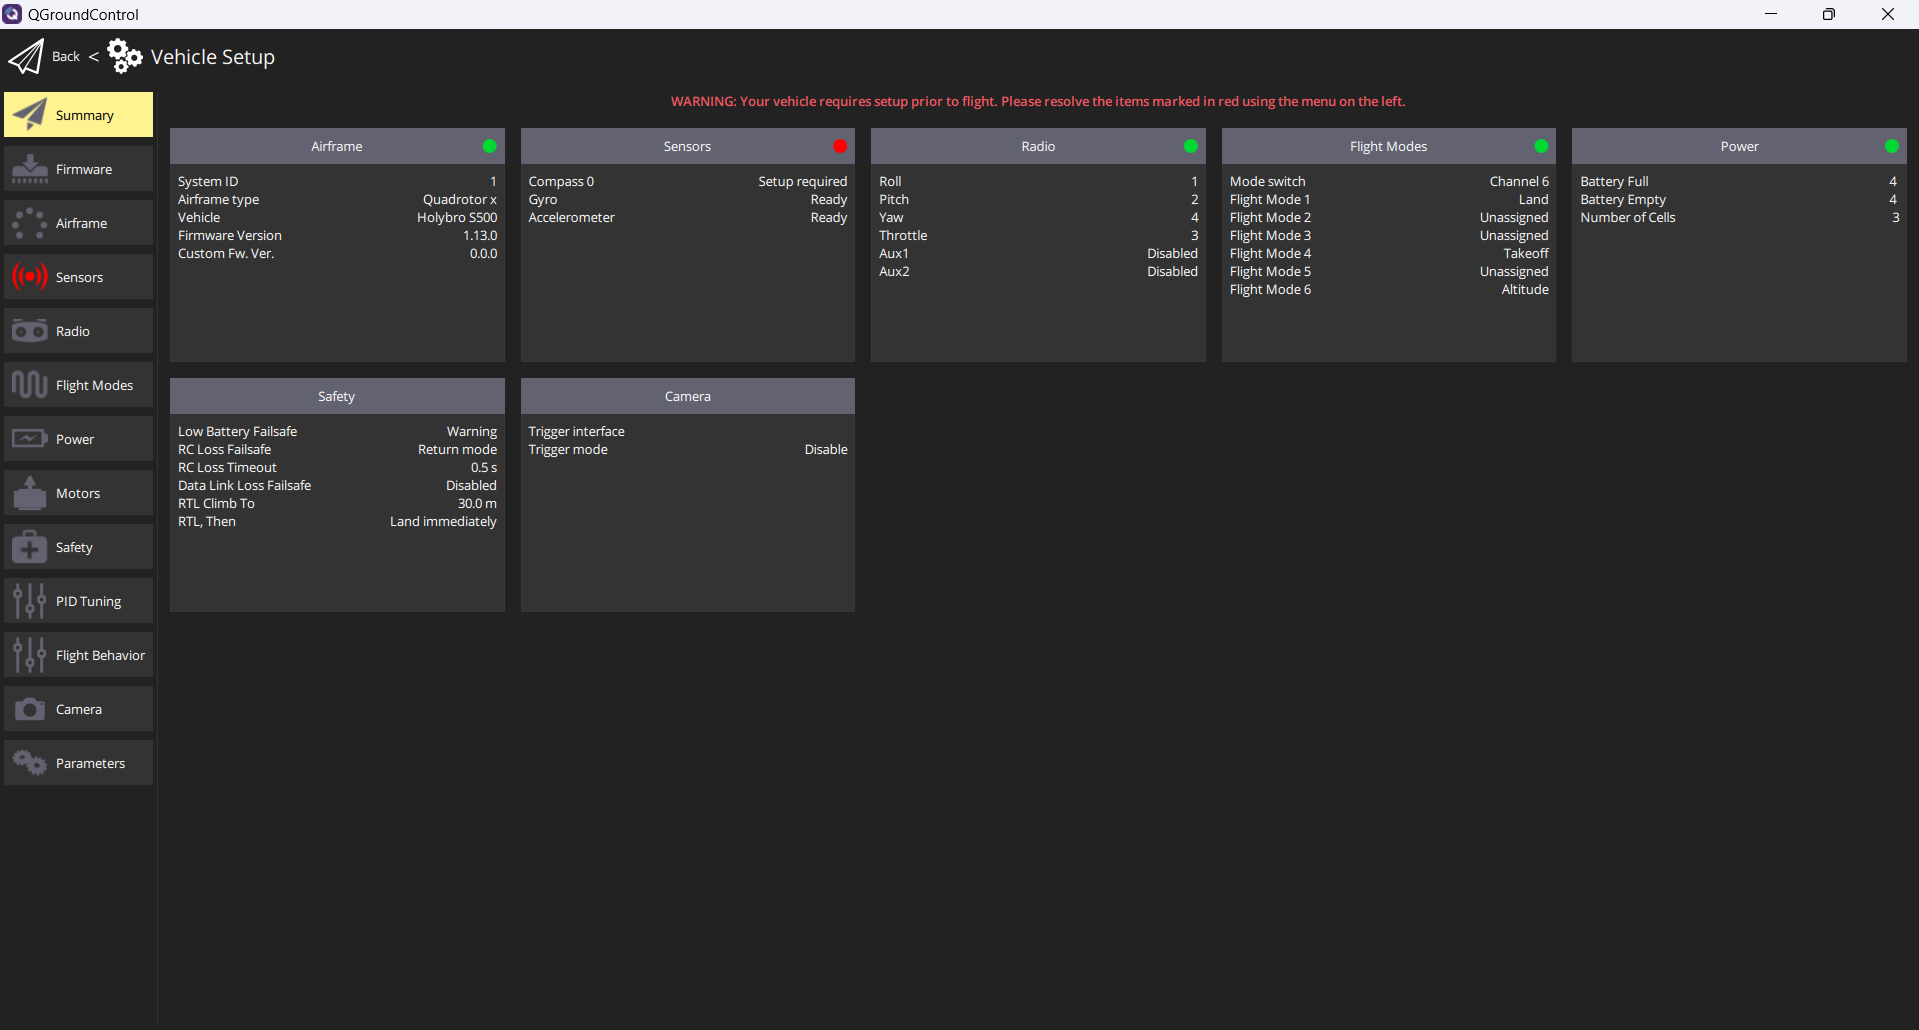 QGroundControl
Back < Vehicle Setup
WARNING: Your vehicle requires setup prior to flight. Please resolve the items marked in red using the menu on the left.
Summary
Firmware
Airframe
Sensors
Radio
Flight Modes
Power
Motors
Safety
PID Tuning
Flight Behavior
Camera
Parameters
Airframe
System ID 1
Airframe type Quadrotor x
Vehicle Holybro S500
Firmware Version 1.13.0
Custom Fw. Ver. 0.0.0
Sensors
Compass 0 Setup required
Gyro Ready
Accelerometer Ready
Radio
Roll 1
Pitch 2
Yaw 4
Throttle 3
Aux1 Disabled
Aux2 Disabled
Flight Modes
Mode switch Channel 6
Flight Mode 1 Land
Flight Mode 2 Unassigned
Flight Mode 3 Unassigned
Flight Mode 4 Takeoff
Flight Mode 5 Unassigned
Flight Mode 6 Altitude
Power
Battery Full 4
Battery Empty 4
Number of Cells 3
Safety
Low Battery Failsafe Warning
RC Loss Failsafe Return mode
RC Loss Timeout 0.5 s
Data Link Loss Failsafe Disabled
RTL Climb To 30.0 m
RTL, Then Land immediately
Camera
Trigger interface
Trigger mode Disable